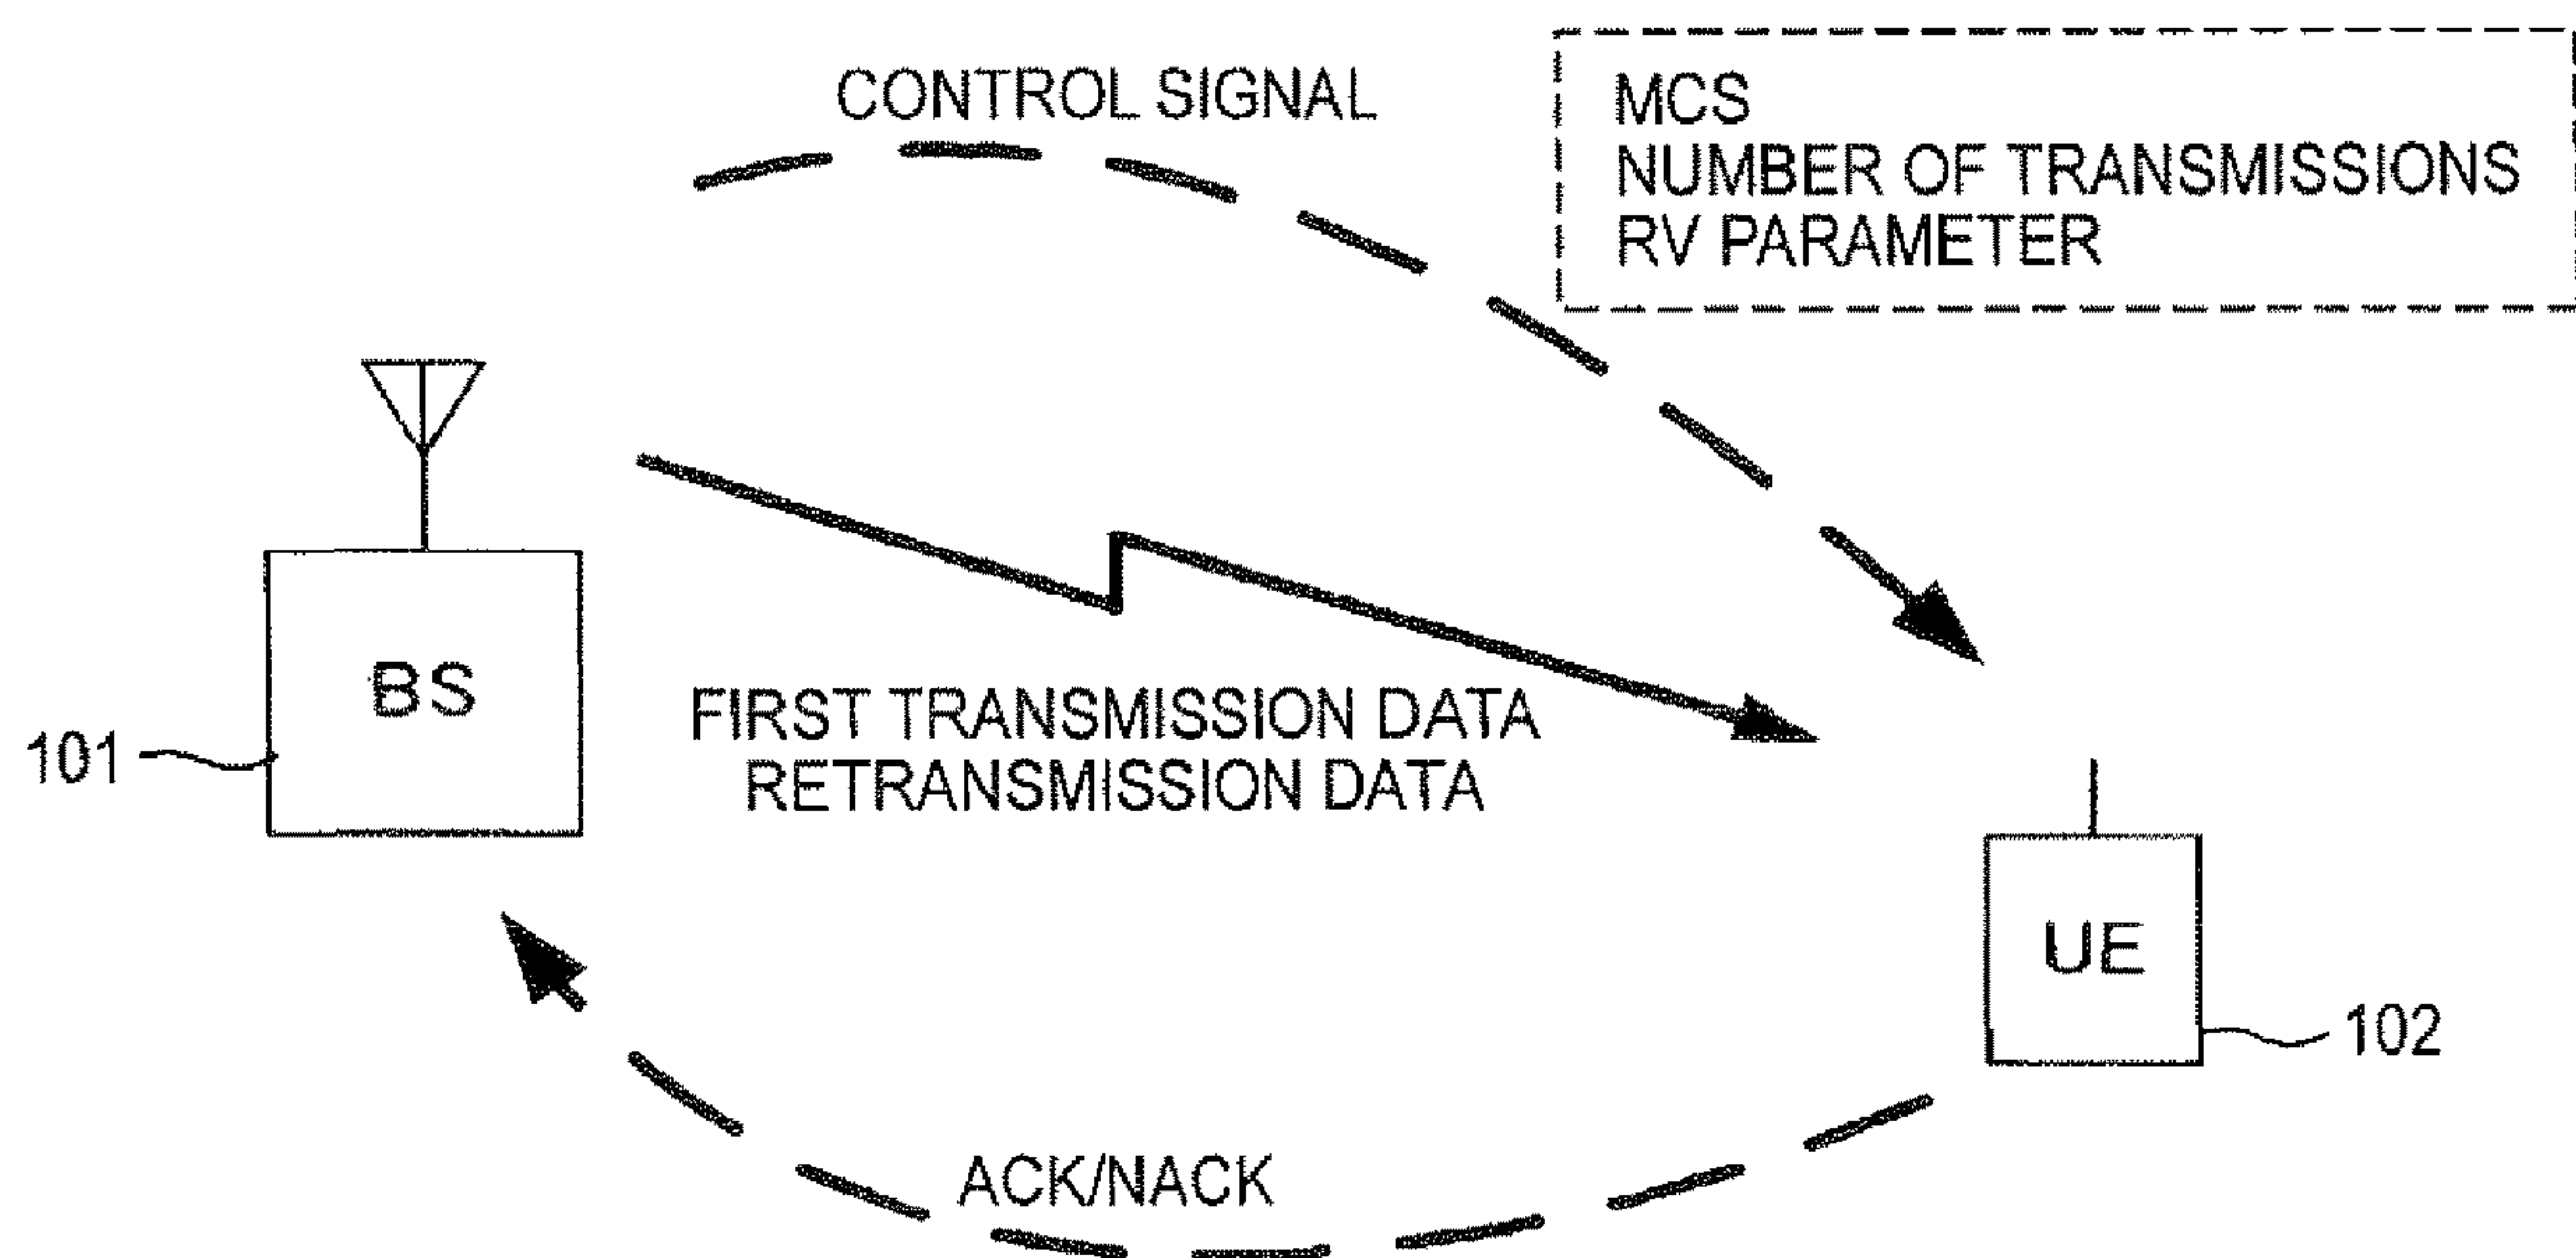 CONTROL SIGNAL
MCS
NUMBER OF TRANSMISSIONS
RV PARAMETER
BS
101
FIRST TRANSMISSION DATA
RETRANSMISSION DATA
UE
102
ACK/NACK